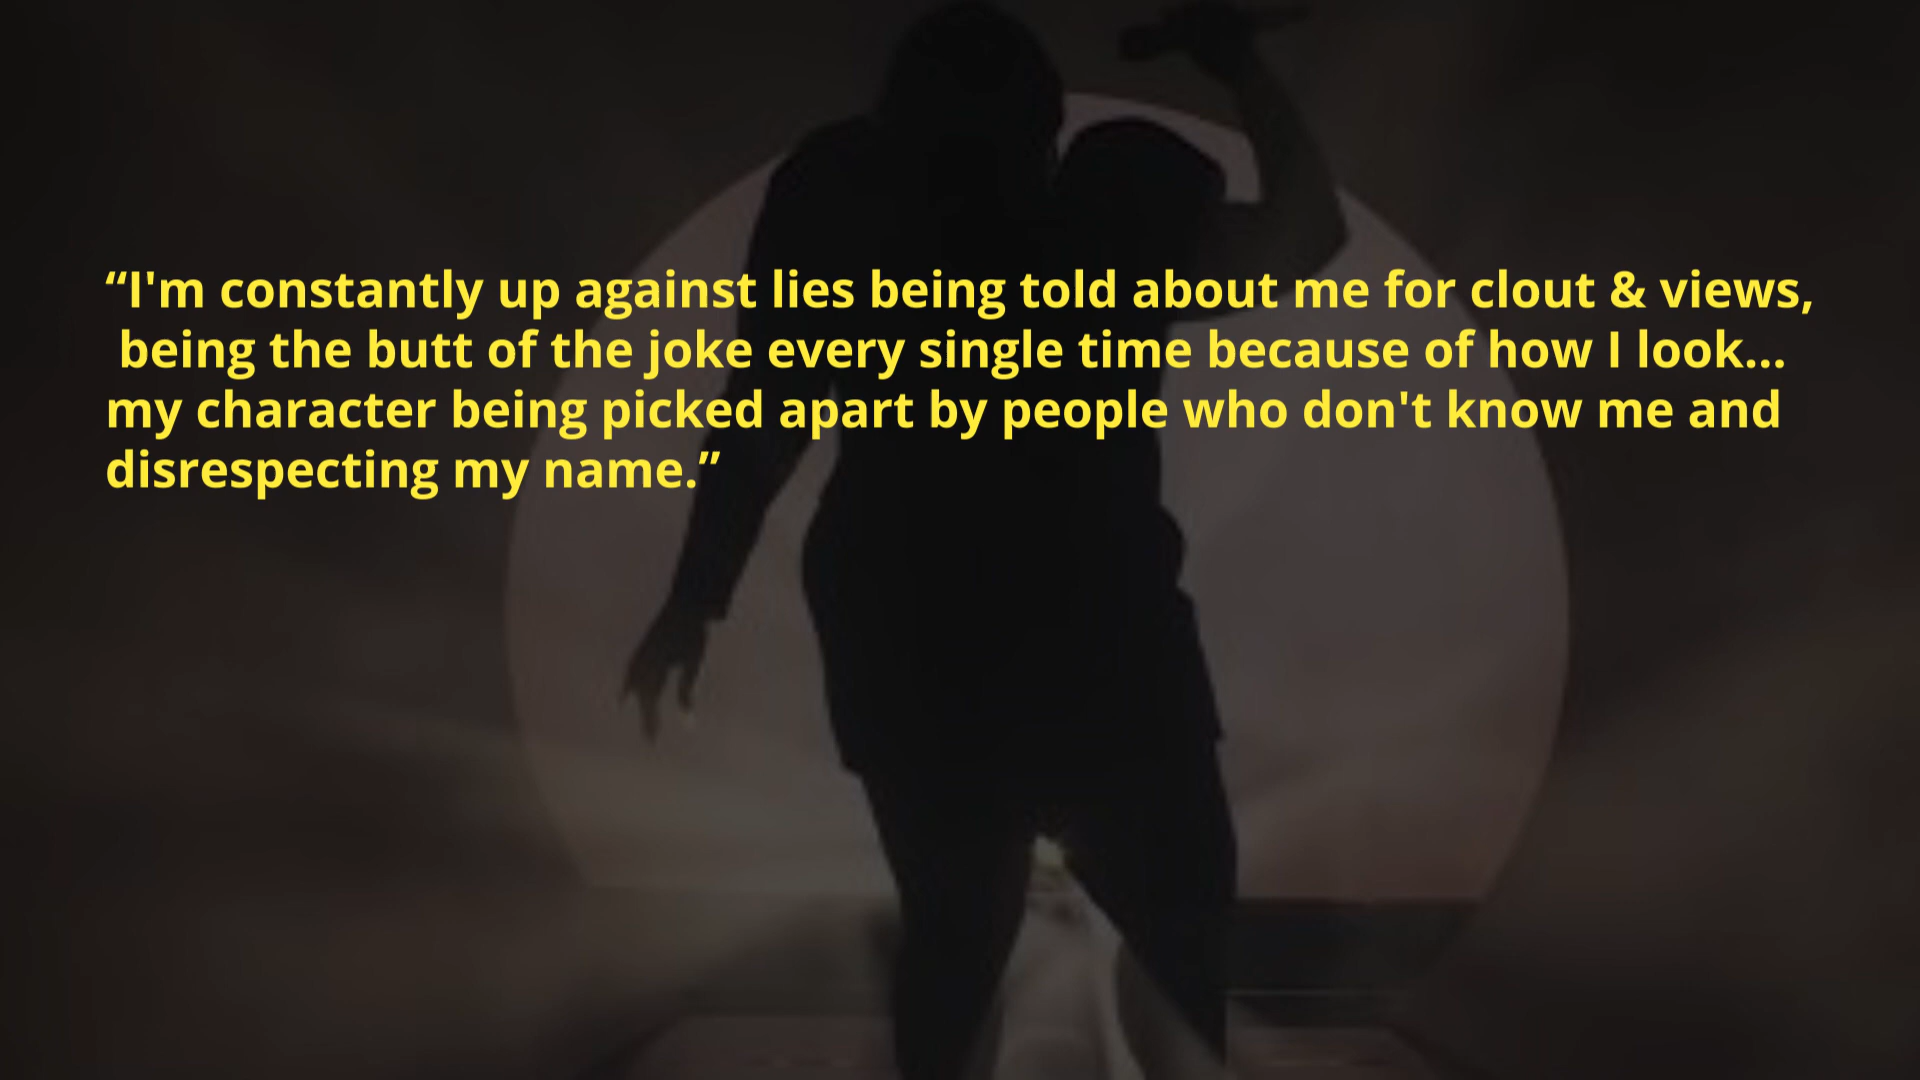 “I'm constantly up against lies being told about me for clout & views,
being the butt of the joke every single time because of how I look...
my character being picked apart by people who don't know me and
disrespecting my name.”